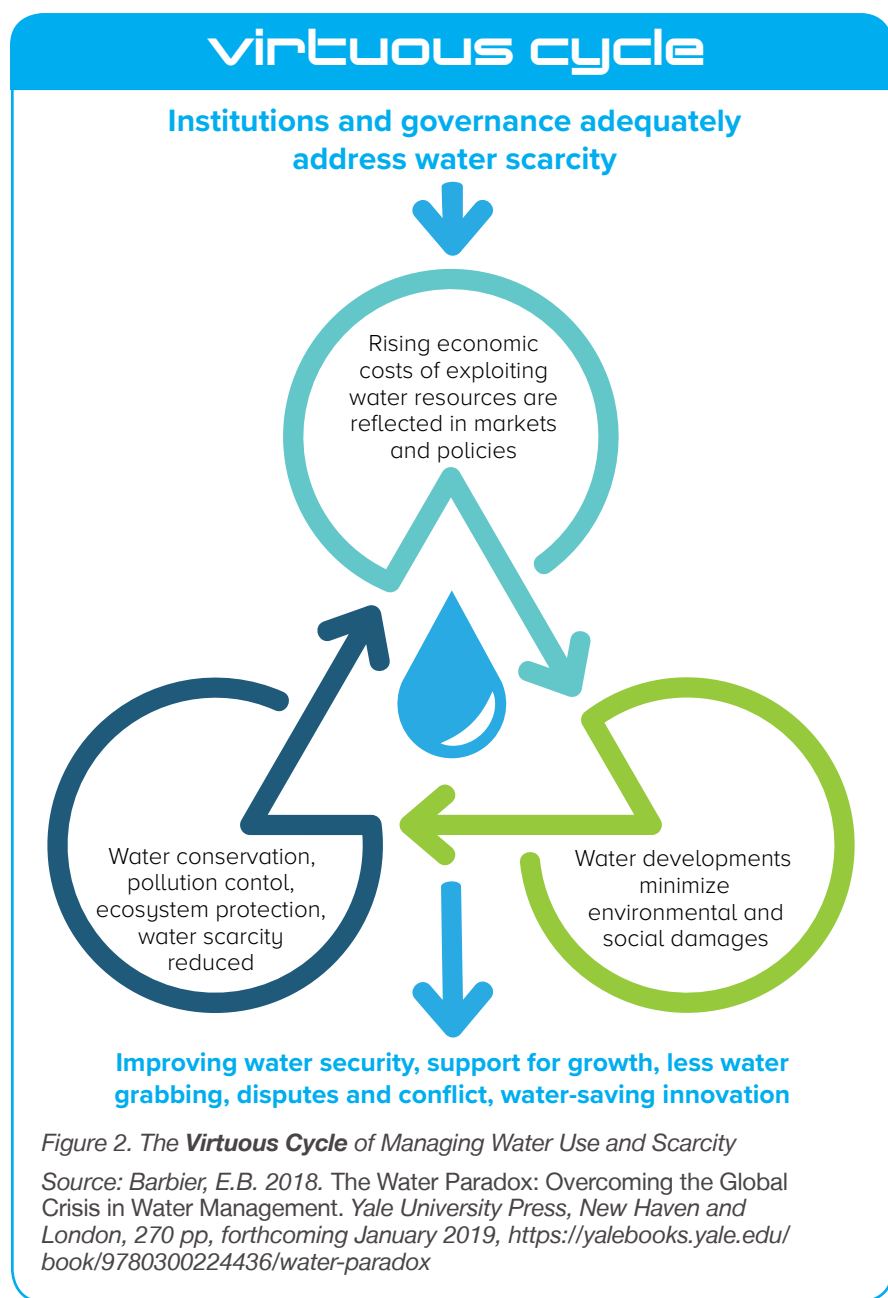 virtuous cycle
Institutions and governance adequately
address water scarcity
Rising economic
costs of exploiting
water resources are
reflected in markets
and policies
Water conservation,
pollution contol,
ecosystem protection,
water scarcity
reduced
Water developments
minimize
environmental and
social damages
Improving water security, support for growth, less water
grabbing, disputes and conflict, water-saving innovation
Figure 2. The Virtuous Cycle of Managing Water Use and Scarcity
Source: Barbier, E.B. 2018. The Water Paradox: Overcoming the Global
Crisis in Water Management. Yale University Press, New Haven and
London, 270 pp, forthcoming January 2019, https://yalebooks.yale.edu/
book/9780300224436/water-paradox